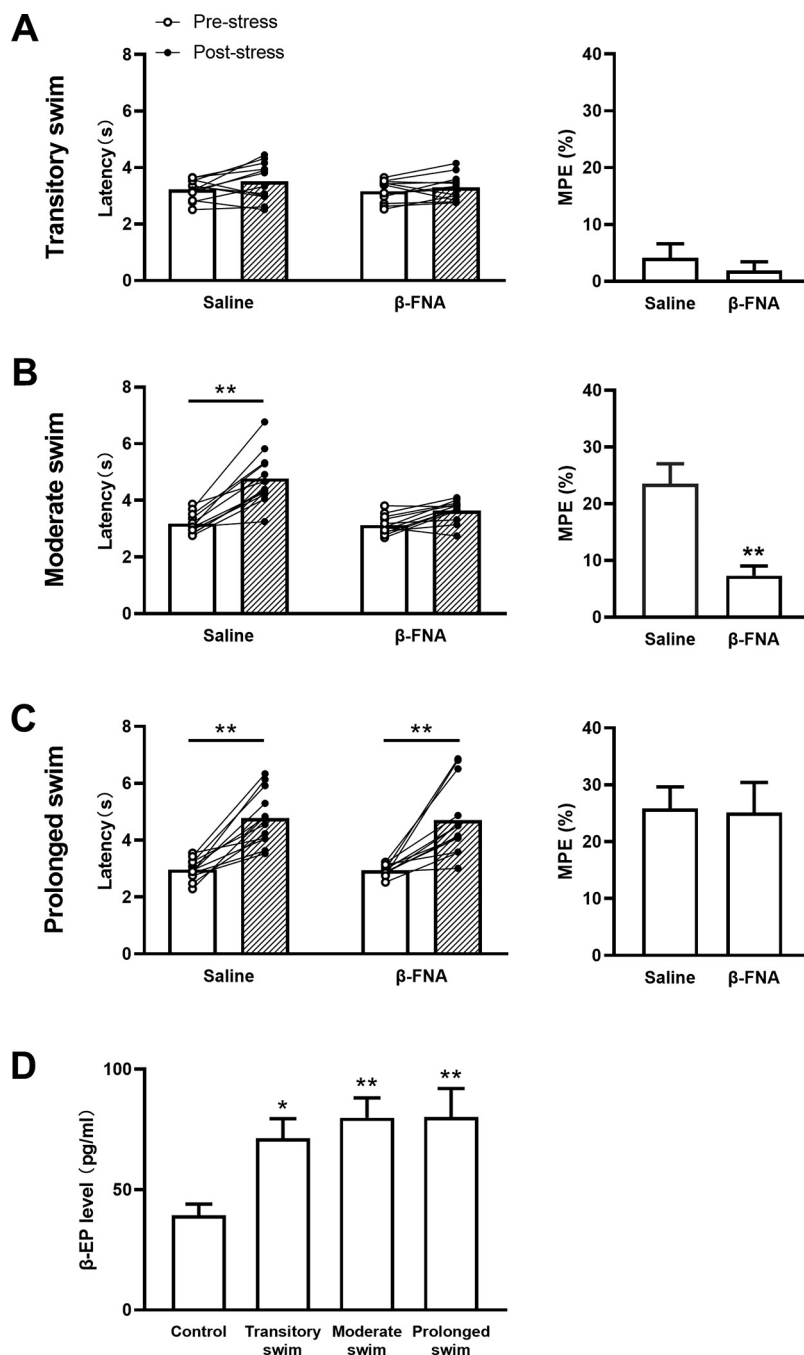 A
Pre-stress
Post-stress
Transitory swim
Latency(s)
8
6
4
2
0
Saline
β-FNA
MPE (%)
40
30
20
10
0
Saline
β-FNA
B
Moderate swim
Latency(s)
8
6
4
2
0
**
Saline
β-FNA
MPE (%)
40
30
20
10
0
**
Saline
β-FNA
C
Prolonged swim
Latency(s)
8
6
4
2
0
**
**
Saline
β-FNA
MPE (%)
40
30
20
10
0
Saline
β-FNA
D
β-EP level (pg/ml)
100
50
0
*
**
**
Control
Transitory
swim
Moderate
swim
Prolonged
swim